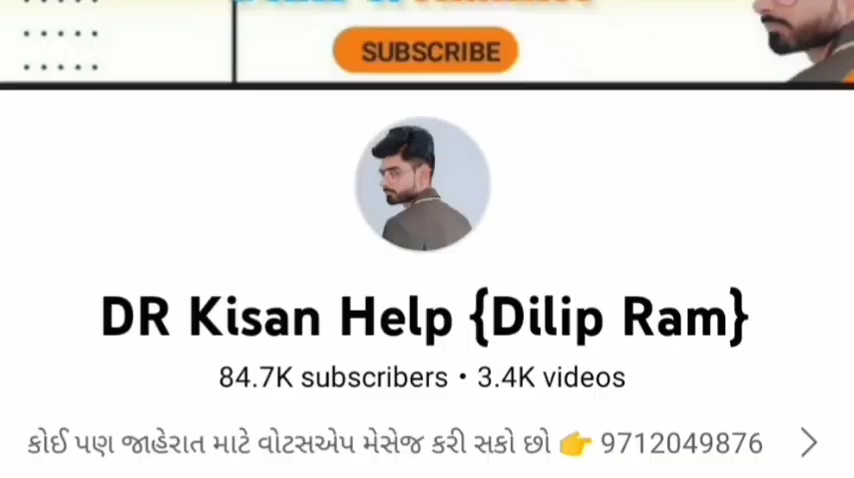 SUBSCRIBE
DR Kisan Help {Dilip Ram}
84.7K subscribers • 3.4K videos
કોઈ પણ જાહેરાત માટે વોટસએપ મેસેજ કરી સકો છો 👉 9712049876